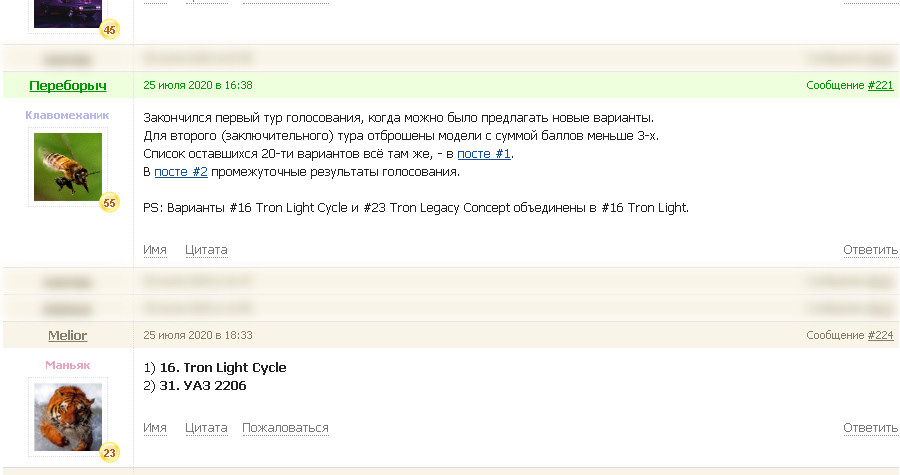 45
Переборыч
25 июля 2020 в 16:38
Сообщение #221
Клавомеханик
55
Закончился первый тур голосования, когда можно было предлагать новые варианты.
Для второго (заключительного) тура отброшены модели с суммой баллов меньше 3-х.
Список оставшихся 20-ти вариантов всё там же, - в посте #1.
В посте #2 промежуточные результаты голосования.
PS: Варианты #16 Tron Light Cycle и #23 Tron Legacy Concept объединены в #16 Tron Light.
Имя Цитата Ответить
Melior
25 июля 2020 в 18:33
Сообщение #224
Маньяк
23
1) 16. Tron Light Cycle
2) 31. УАЗ 2206
Имя Цитата Пожаловаться Ответить